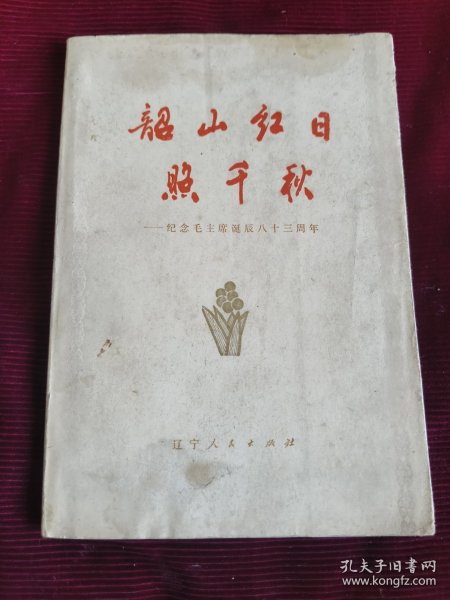 韶山红日
照千秋
——纪念毛主席诞辰八十三周年
辽宁人民出版社
孔夫子旧书网
www.kongfz.com